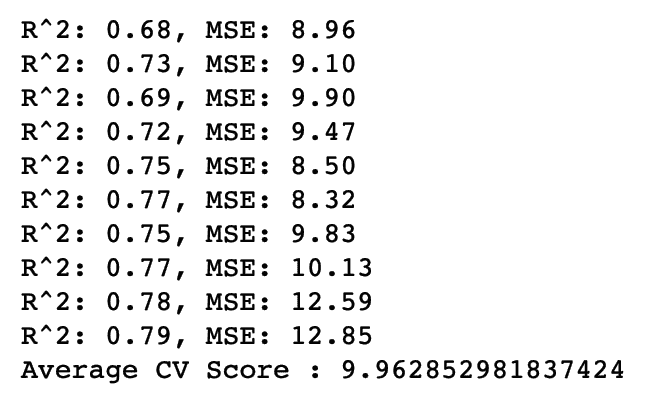 R^2: 0.68, MSE: 8.96
R^2: 0.73, MSE: 9.10
R^2: 0.69, MSE: 9.90
R^2: 0.72, MSE: 9.47
R^2: 0.75, MSE: 8.50
R^2: 0.77, MSE: 8.32
R^2: 0.75, MSE: 9.83
R^2: 0.77, MSE: 10.13
R^2: 0.78, MSE: 12.59
R^2: 0.79, MSE: 12.85
Average CV Score : 9.962852981837424